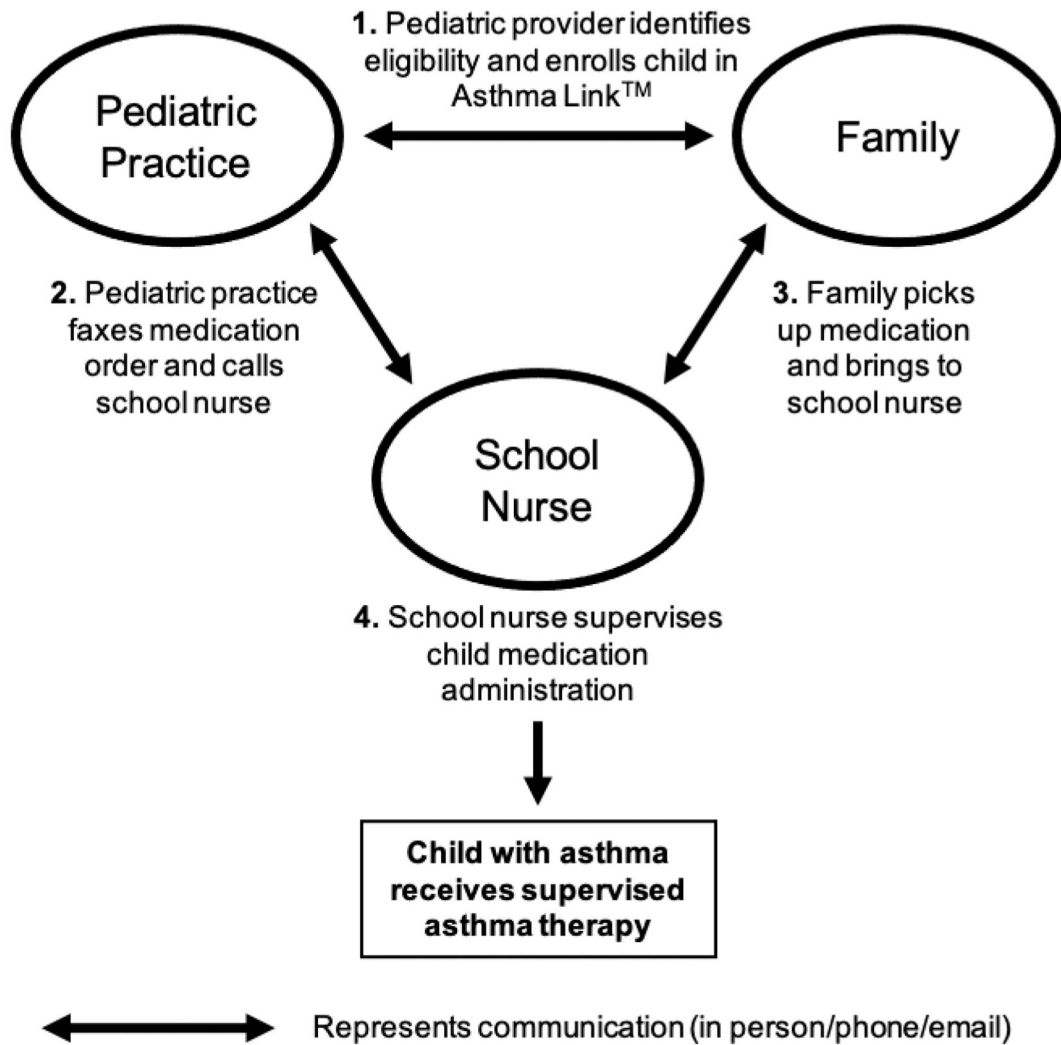 1. Pediatric provider identifies
eligibility and enrolls child in
Asthma Link™
Pediatric
Practice
Family
2. Pediatric practice
faxes medication
order and calls
school nurse
3. Family picks
up medication
and brings to
school nurse
School
Nurse
4. School nurse supervises
child medication
administration
Child with asthma
receives supervised
asthma therapy
Represents communication (in person/phone/email)